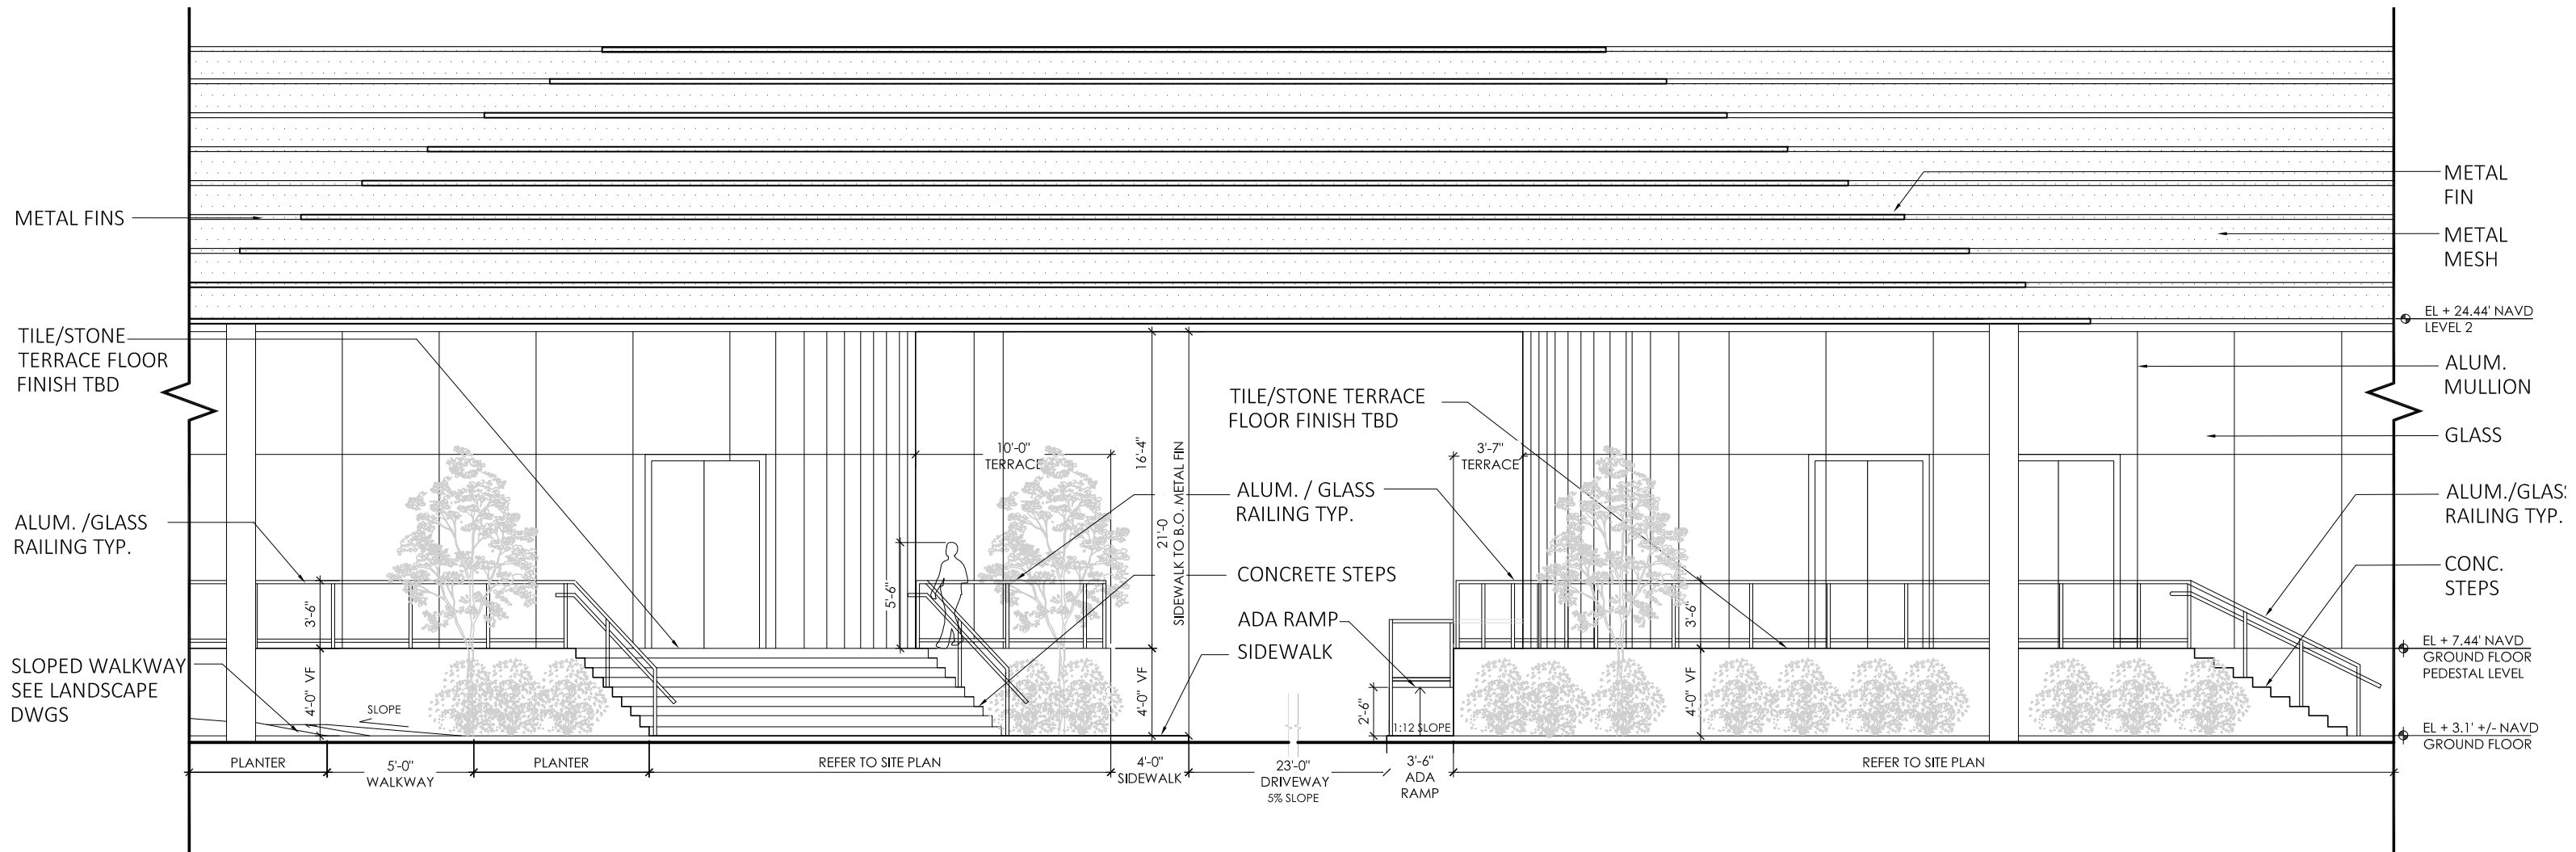 METAL FINS
TILE/STONE
TERRACE FLOOR
FINISH TBD
ALUM. /GLASS
RAILING TYP.
SLOPED WALKWAY
SEE LANDSCAPE
DWGS
SLOPE
3'-6"
4'-0" VF
5'-6"
10'-0"
TERRACE
16'-4"
4'-0" VF
21'-0
SIDEWALK TO B.O. METAL FIN
TILE/STONE TERRACE
FLOOR FINISH TBD
ALUM. / GLASS
RAILING TYP.
CONCRETE STEPS
ADA RAMP
SIDEWALK
3'-7"
TERRACE
2'-6"
1:12 SLOPE
3'-6"
4'-0" VF
METAL
FIN
METAL
MESH
EL + 24.44' NAVD
LEVEL 2
ALUM.
MULLION
GLASS
ALUM./GLAS
RAILING TYP.
CONC.
STEPS
EL + 7.44' NAVD
GROUND FLOOR
PEDESTAL LEVEL
EL + 3.1' +/- NAVD
GROUND FLOOR
PLANTER
5'-0"
WALKWAY
PLANTER
REFER TO SITE PLAN
4'-0"
SIDEWALK
23'-0"
DRIVEWAY
5% SLOPE
3'-6"
ADA
RAMP
REFER TO SITE PLAN